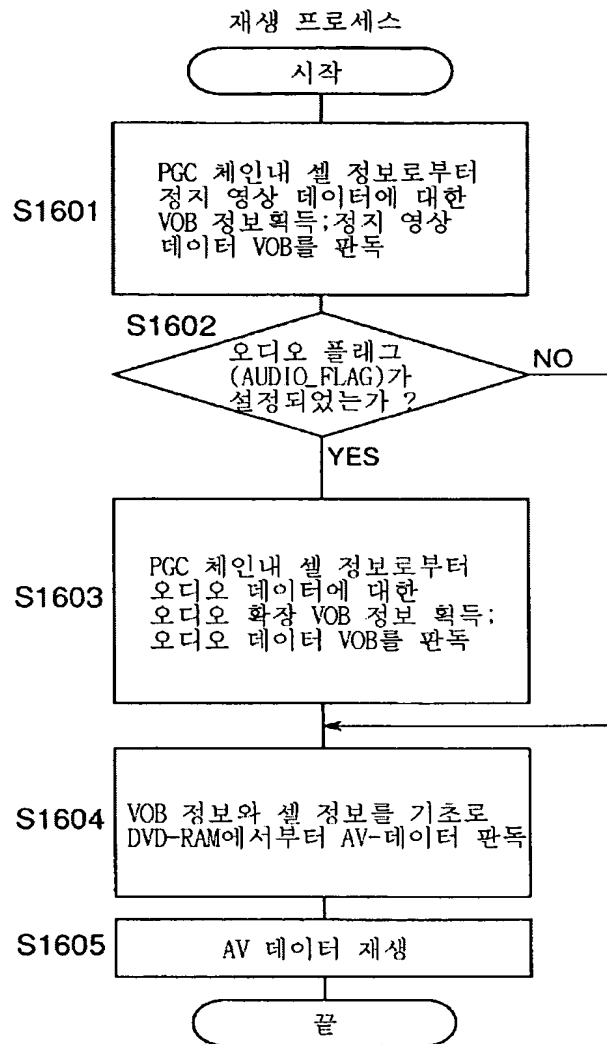 재생 프로세스
시작
S1601
PGC 체인내 셀 정보로부터
정지 영상 데이터에 대한
VOB 정보획득;정지 영상
데이터 VOB를 판독
S1602
오디오 플래그
(AUDIO_FLAG)가
설정되었는가 ?
NO
YES
S1603
PGC 체인내 셀 정보로부터
오디오 데이터에 대한
오디오 확장 VOB 정보 획득;
오디오 데이터 VOB를 판독
S1604
VOB 정보와 셀 정보를 기초로
DVD-RAM에서부터 AV-데이터 판독
S1605
AV 데이터 재생
끝